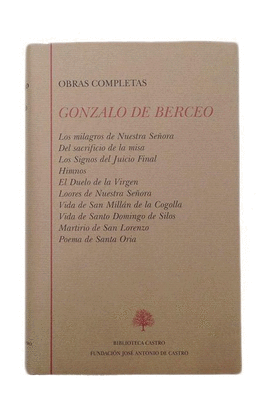 OBRAS COMPLETAS
GONZALO DE BERCEO
Los milagros de Nuestra Señora
Del sacrificio de la misa
Los Signos del Juicio Final
Himnos
El Duelo de la Virgen
Loores de Nuestra Señora
Vida de San Millán de la Cogolla
Vida de Santo Domingo de Silos
Martirio de San Lorenzo
Poema de Santa Oria
BIBLIOTECA CASTRO
FUNDACIÓN JOSÉ ANTONIO DE CASTRO